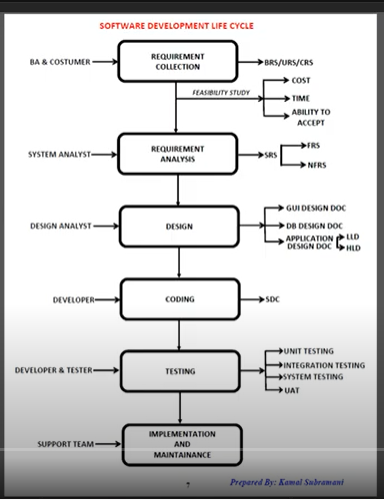 SOFTWARE DEVELOPMENT LIFE CYCLE
BA & COSTUMER
REQUIREMENT
COLLECTION
BRS/URS/CRS
FEASIBILITY STUDY
COST
TIME
ABILITY TO
ACCEPT
SYSTEM ANALYST
REQUIREMENT
ANALYSIS
SRS
FRS
NFRS
DESIGN ANALYST
DESIGN
GUI DESIGN DOC
DB DESIGN DOC
APPLICATION
DESIGN DOC
LLD
HLD
DEVELOPER
CODING
SDC
DEVELOPER & TESTER
TESTING
UNIT TESTING
INTEGRATION TESTING
SYSTEM TESTING
UAT
SUPPORT TEAM
IMPLEMENTATION
AND
MAINTAINANCE
Prepared By: Kamal Subramani